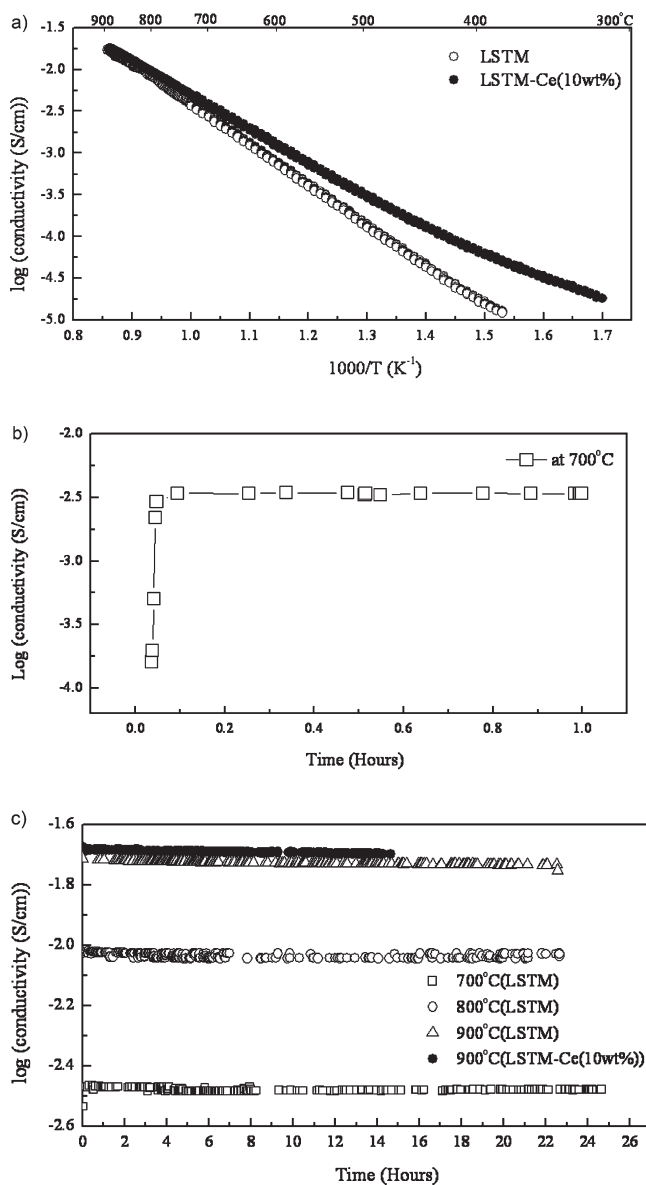 a)
900 800 700 600 500 400 300°C
LSTM
LSTM-Ce(10wt%)
-1.5
-2.0
-2.5
-3.0
-3.5
-4.0
-4.5
-5.0
log (conductivity (S/cm))
0.8 0.9 1.0 1.1 1.2 1.3 1.4 1.5 1.6 1.7
1000/T (K-1)
b)
-2.0
-2.5
-3.0
-3.5
-4.0
Log (conductivity (S/cm))
at 700°C
0.0 0.2 0.4 0.6 0.8 1.0
Time (Hours)
c)
-1.6
-1.8
-2.0
-2.2
-2.4
-2.6
log (conductivity (S/cm))
700°C(LSTM)
800°C(LSTM)
900°C(LSTM)
900°C(LSTM-Ce(10wt%))
0 2 4 6 8 10 12 14 16 18 20 22 24 26
Time (Hours)